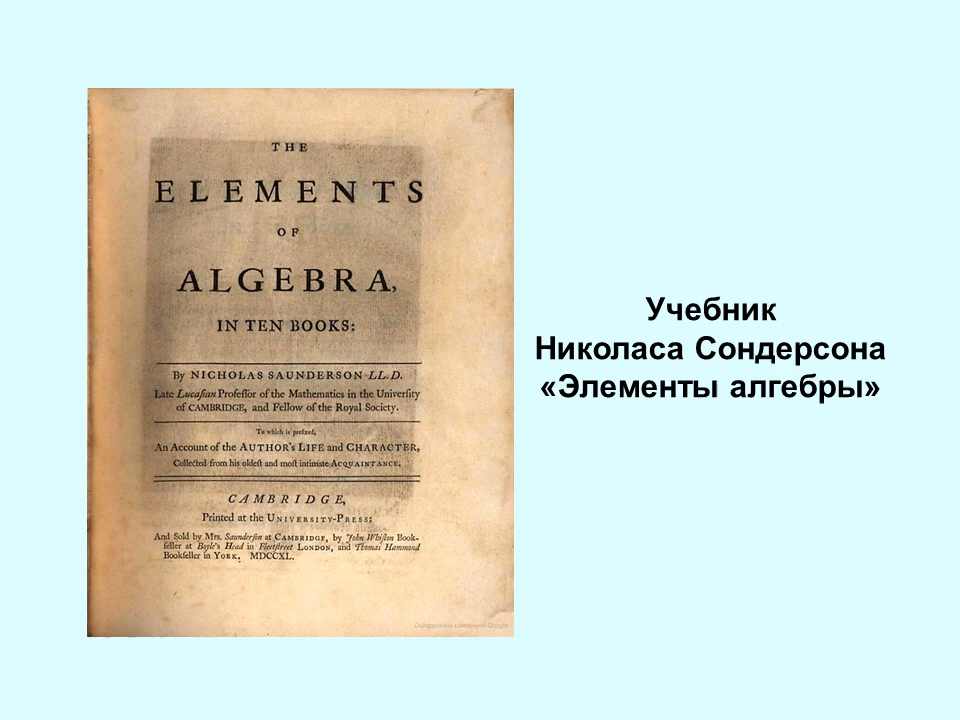 THE
ELEMENTS
OF
ALGEBRA,
IN TEN BOOKS:
By NICHOLAS SAUNDERSON LL.D.
Late Lucaſian Profeſſor of the Mathematics in the Univerſity
of CAMBRIDGE, and Fellow of the Royal Society.
To which is prefixed,
An Account of the AUTHOR's LIFE and CHARACTER,
Collected from his oldeſt and moſt intimate ACQUAINTANCE.
CAMBRIDGE,
Printed at the UNIVERSITY-PRESS:
And Sold by Mrs. Saunderſon at CAMBRIDGE, by John Whiſton Book-
ſeller at Boyle's Head in Fleetſtreet LONDON, and Thomas Hammond
Bookſeller in YORK. MDCCXL.
Оцифровано компанией Google
Учебник
Николаса Сондерсона
«Элементы алгебры»